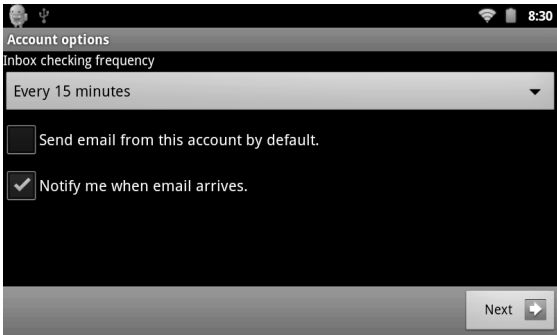 8:30
Account options
Inbox checking frequency
Every 15 minutes
Send email from this account by default.
Notify me when email arrives.
Next